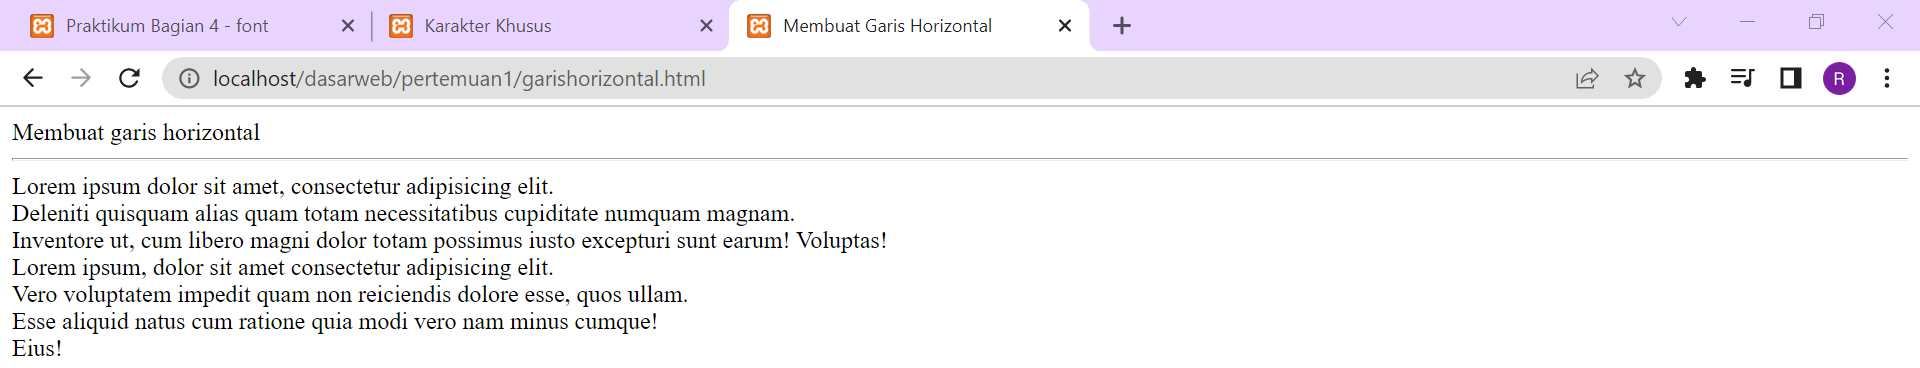 Praktikum Bagian 4 - font
Karakter Khusus
Membuat Garis Horizontal
localhost/dasarweb/pertemuan1/garishorizontal.html
R
Membuat garis horizontal
Lorem ipsum dolor sit amet, consectetur adipisicing elit.
Deleniti quisquam alias quam totam necessitatibus cupiditate numquam magnam.
Inventore ut, cum libero magni dolor totam possimus iusto excepturi sunt earum! Voluptas!
Lorem ipsum, dolor sit amet consectetur adipisicing elit.
Vero voluptatem impedit quam non reiciendis dolore esse, quos ullam.
Esse aliquid natus cum ratione quia modi vero nam minus cumque!
Eius!